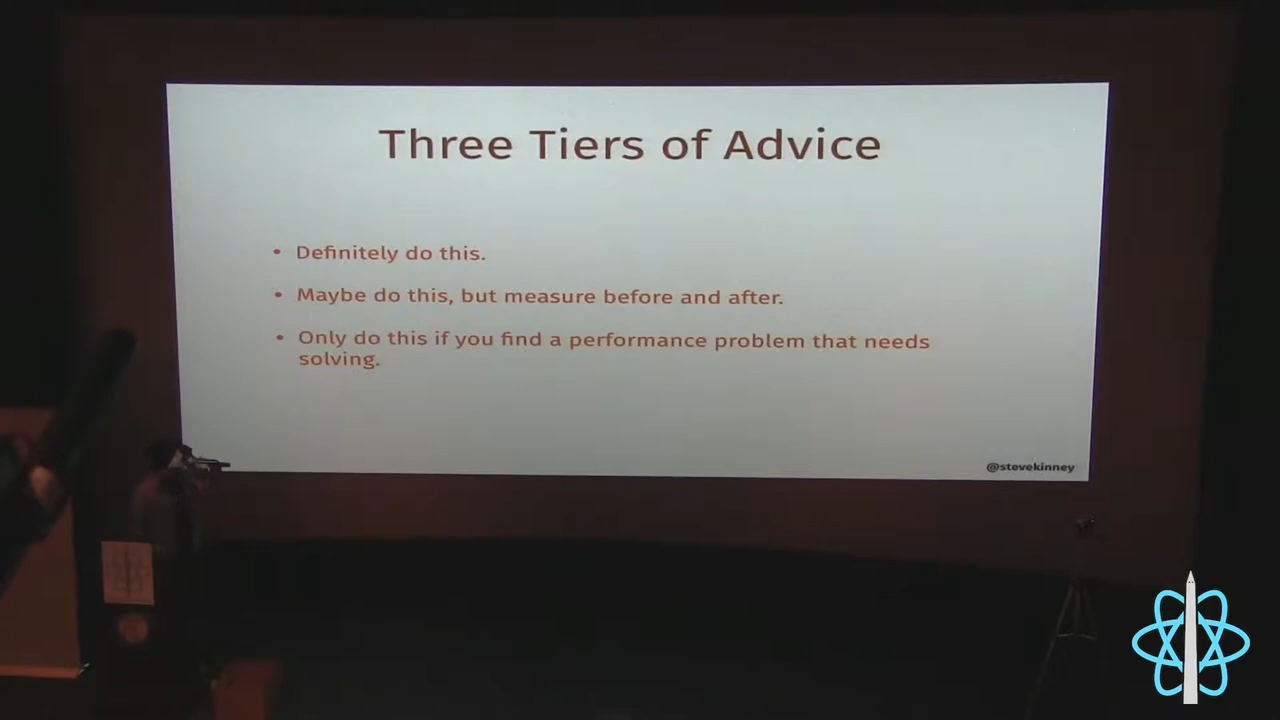 Three Tiers of Advice
• Definitely do this.
• Maybe do this, but measure before and after.
• Only do this if you find a performance problem that needs
solving.
@stevekinney